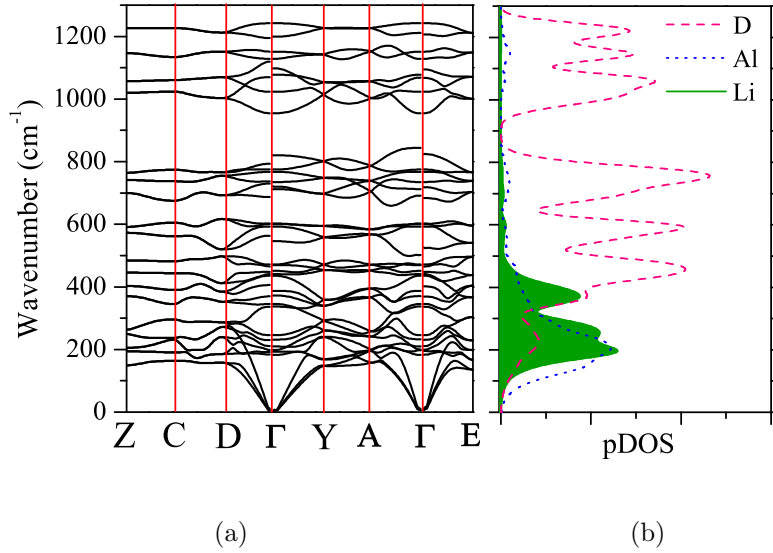 Wavenumber (cm⁻¹)
1200
1000
800
600
400
200
0
Z C D Γ Y A Γ E
D
Al
Li
pDOS
(a) (b)